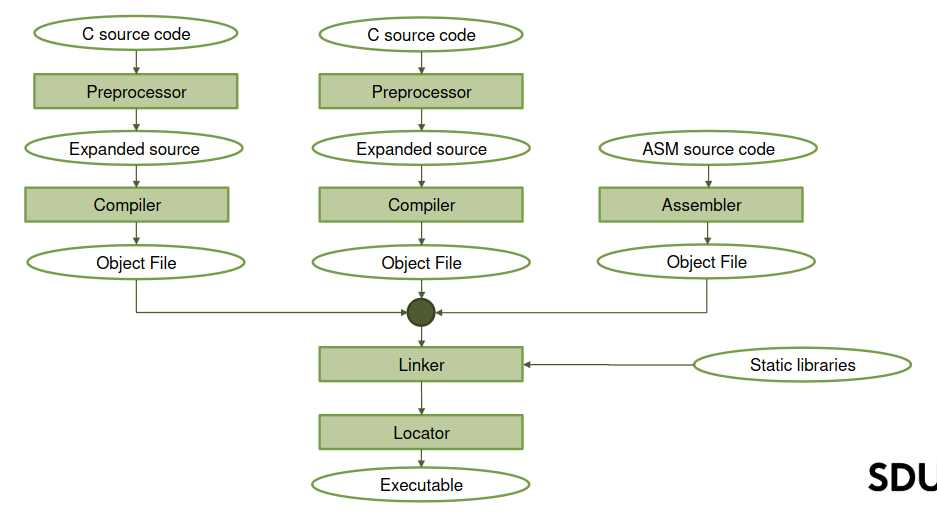 C source code
C source code
Preprocessor
Preprocessor
Expanded source
Expanded source
ASM source code
Compiler
Compiler
Assembler
Object File
Object File
Object File
Linker
Static libraries
Locator
Executable
SDU